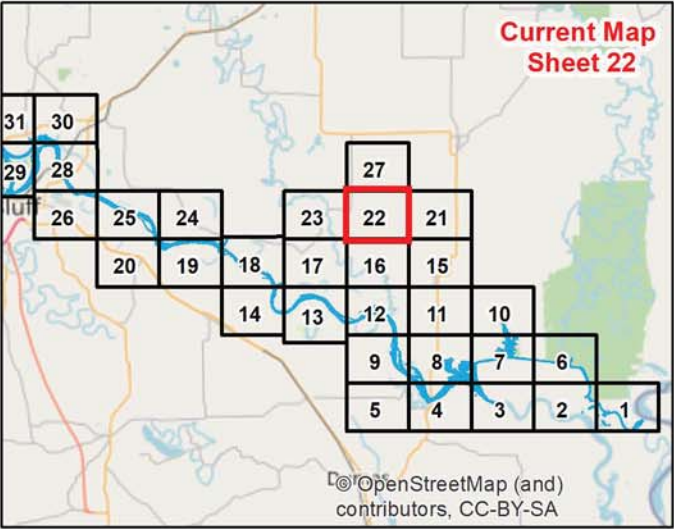 Current Map
Sheet 22
31 30
27
29 28
luff
26 25 24 23 22 21
20 19 18 17 16 15
14 13 12 11 10
9 8 7 6
5 4 3 2 1
© OpenStreetMap (and)
contributors, CC-BY-SA